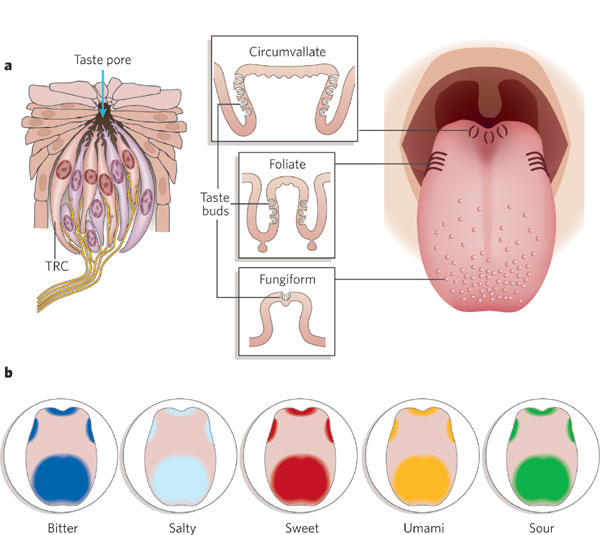 a
Taste pore
TRC
Circumvallate
Foliate
Taste
buds
Fungiform
b
Bitter
Salty
Sweet
Umami
Sour